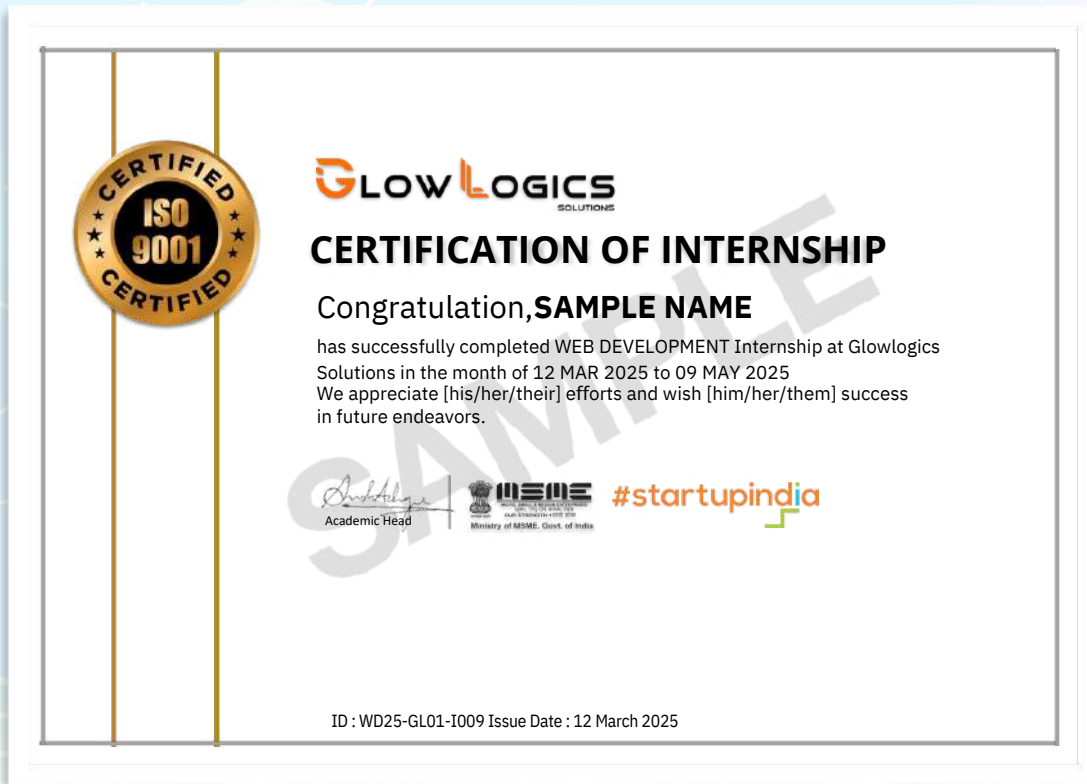 CERTIFIED
ISO
9001
CERTIFIED
GLOW LOGICS
SOLUTIONS
CERTIFICATION OF INTERNSHIP
Congratulation,SAMPLE NAME
has successfully completed WEB DEVELOPMENT Internship at Glowlogics
Solutions in the month of 12 MAR 2025 to 09 MAY 2025
We appreciate [his/her/their] efforts and wish [him/her/them] success
in future endeavors.
SAMPLE
Academic Head
MSME
Ministry of MSME, Govt. of India
#startupindia
ID : WD25-GL01-I009 Issue Date : 12 March 2025